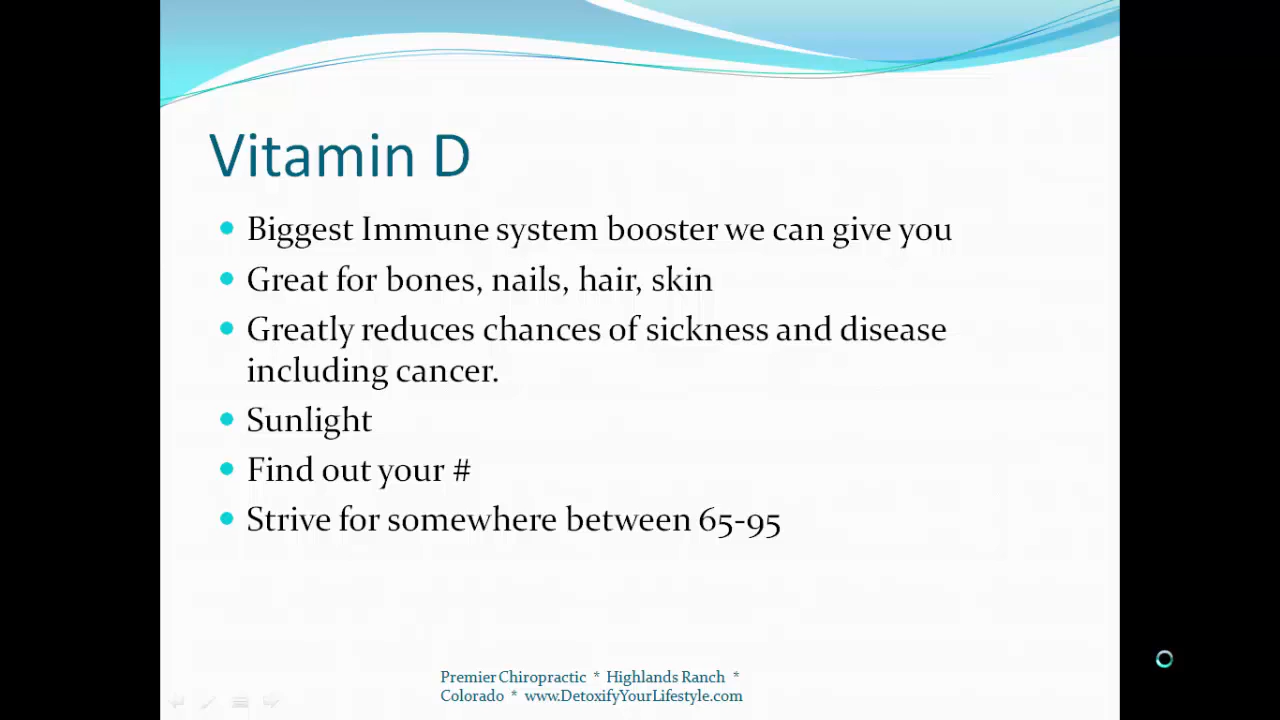 Vitamin D
Biggest Immune system booster we can give you
Great for bones, nails, hair, skin
Greatly reduces chances of sickness and disease
including cancer.
Sunlight
Find out your #
Strive for somewhere between 65-95
Premier Chiropractic * Highlands Ranch *
Colorado * www.DetoxifyYourLifestyle.com